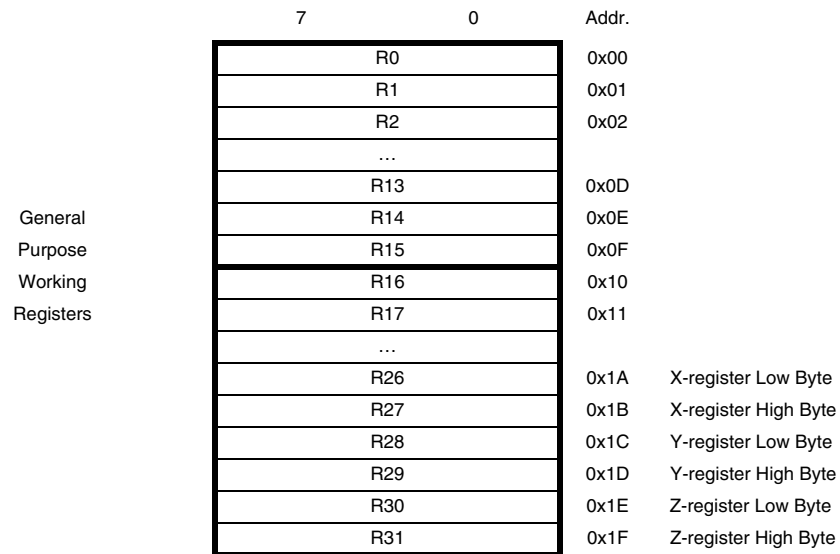 7 0 Addr.
R0 0x00
R1 0x01
R2 0x02
…
R13 0x0D
General R14 0x0E
Purpose R15 0x0F
Working R16 0x10
Registers R17 0x11
…
R26 0x1A X-register Low Byte
R27 0x1B X-register High Byte
R28 0x1C Y-register Low Byte
R29 0x1D Y-register High Byte
R30 0x1E Z-register Low Byte
R31 0x1F Z-register High Byte